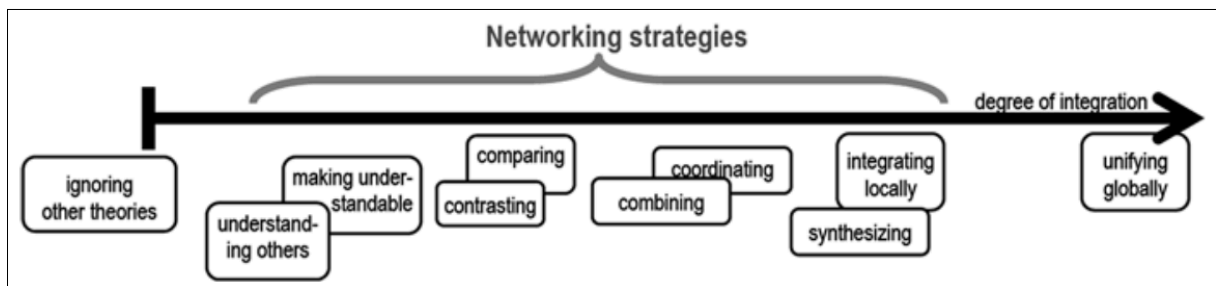 Networking strategies
degree of integration
ignoring
other theories
understand-
ing others
making under-
standable
comparing
contrasting
coordinating
combining
integrating
locally
synthesizing
unifying
globally